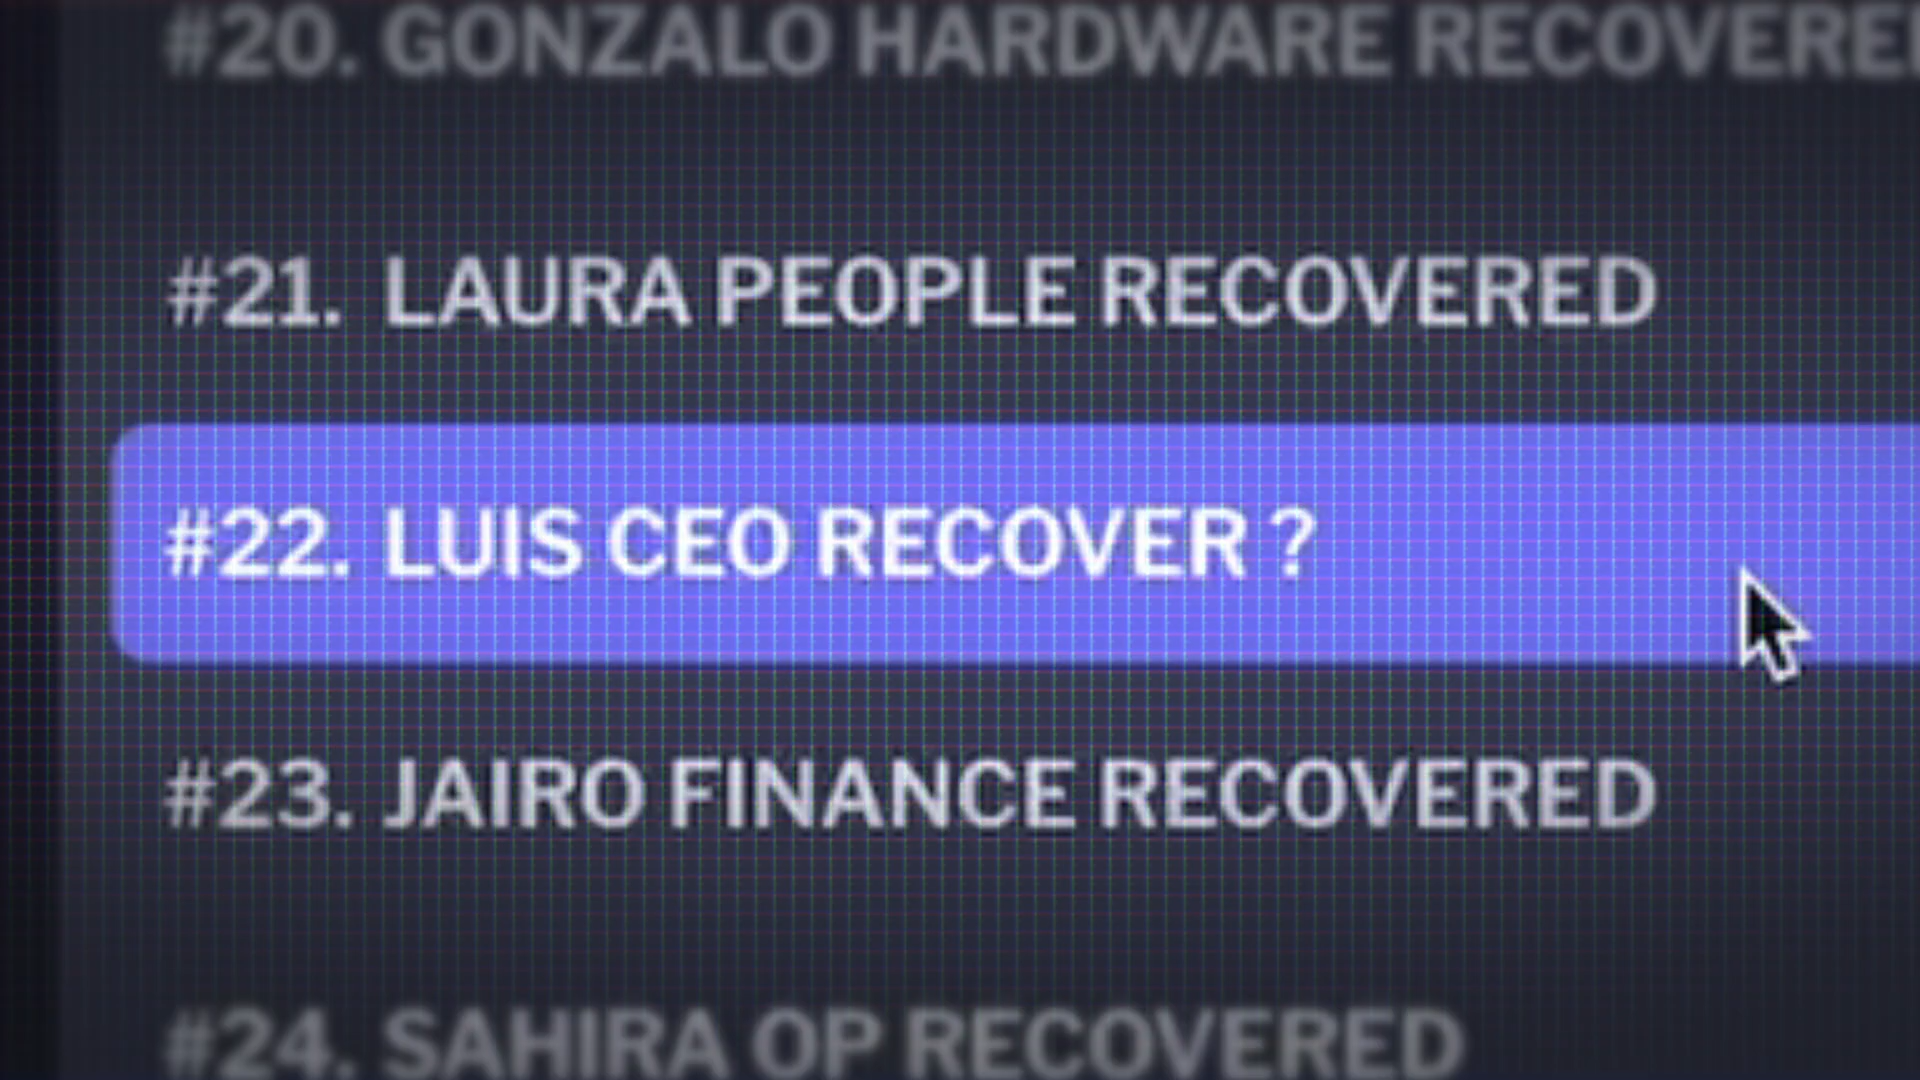 #20. GONZALO HARDWARE RECOVERED
#21. LAURA PEOPLE RECOVERED
#22. LUIS CEO RECOVER ?
#23. JAIRO FINANCE RECOVERED
#24. SAHIRA OP RECOVERED